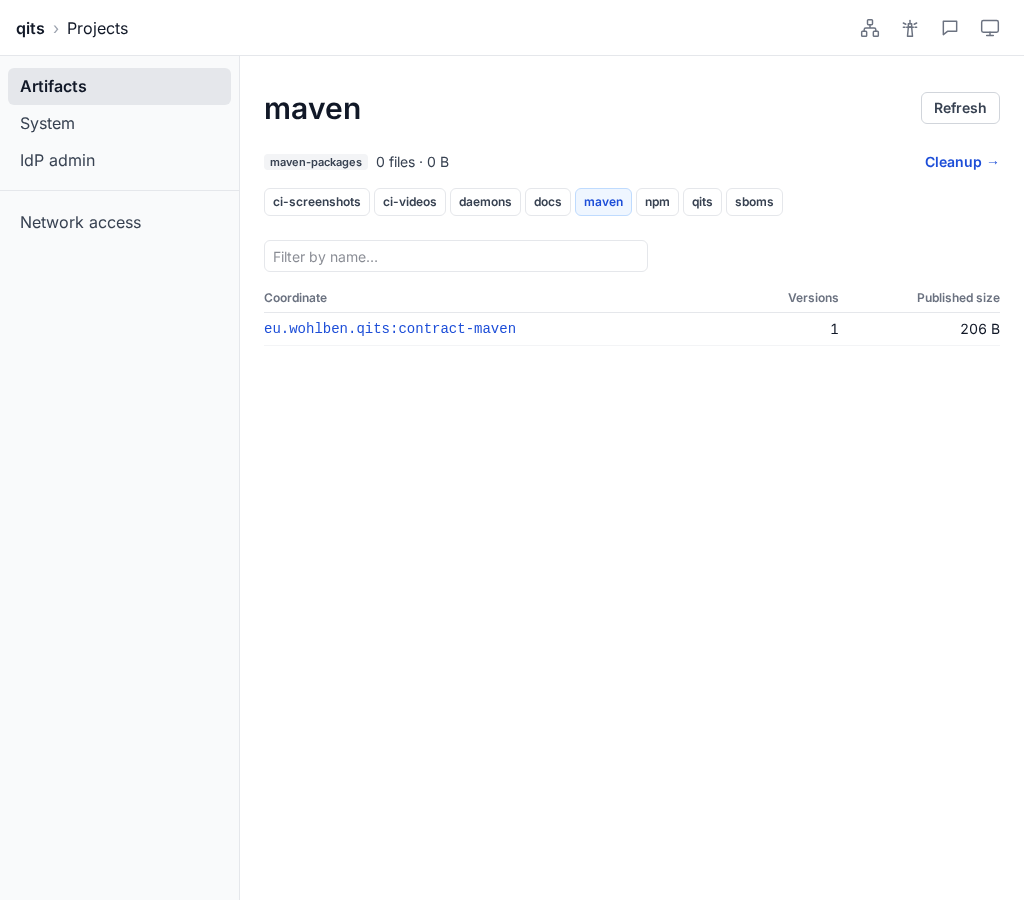 qits › Projects
Artifacts
System
IdP admin
Network access
maven
Refresh
maven-packages 0 files · 0 B
Cleanup →
ci-screenshots ci-videos daemons docs maven npm qits sboms
Filter by name...
Coordinate Versions Published size
eu.wohlben.qits:contract-maven 1 206 B